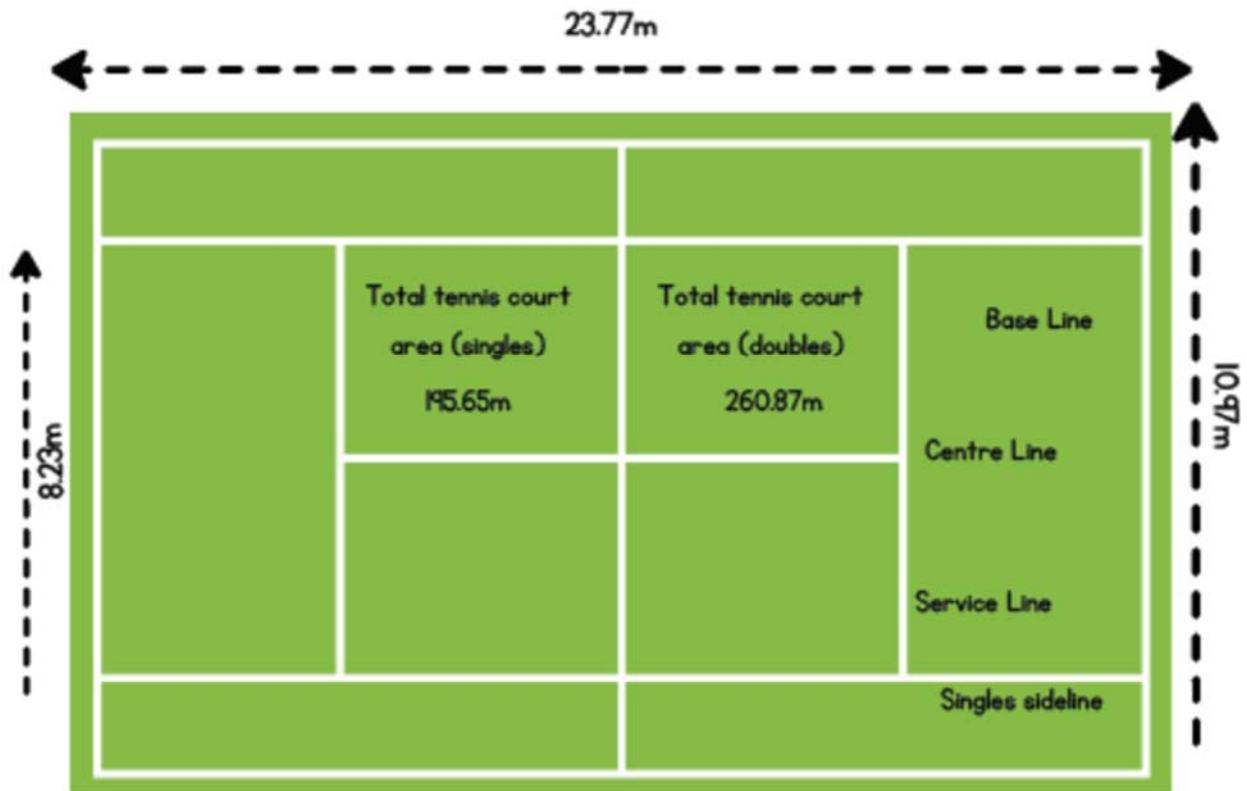 23.77m
Total tennis court
area (singles)
195.65m
Total tennis court
area (doubles)
260.87m
Base Line
Centre Line
Service Line
Singles sideline
8.23m
10.97m